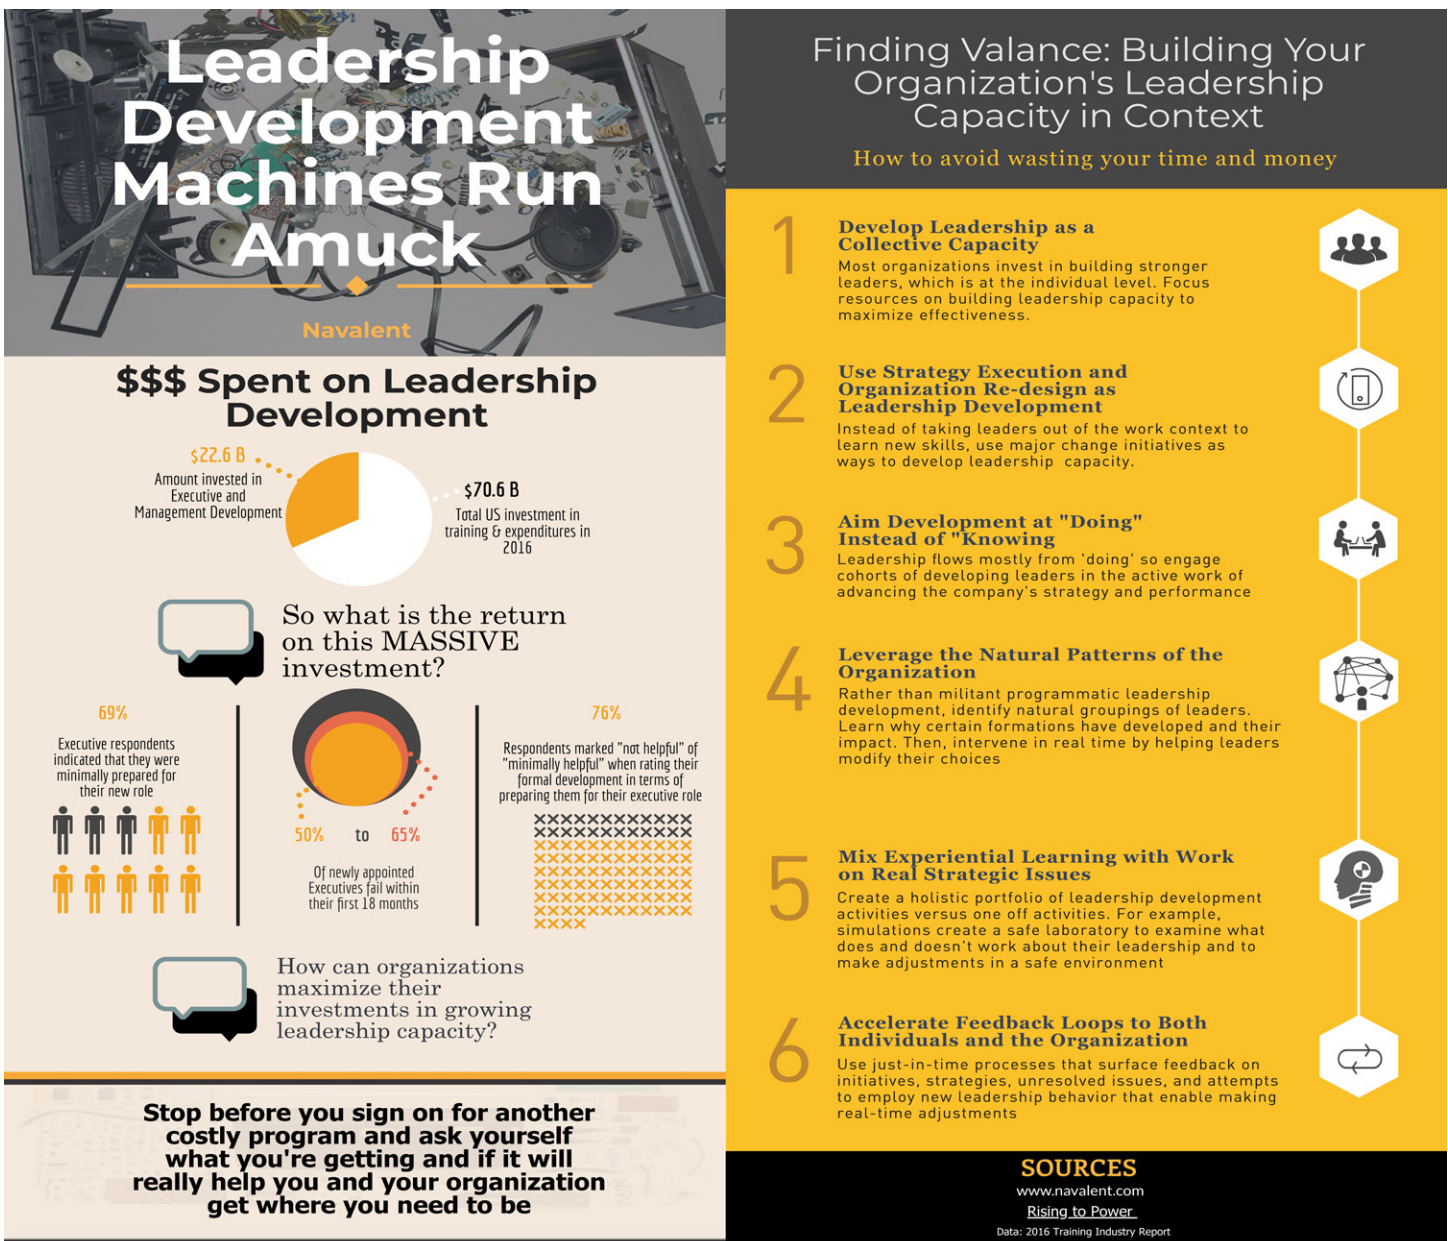 Leadership
Development
Machines Run
Amuck
Navalent
$$$ Spent on Leadership
Development
$22.6 B
Amount invested in
Executive and
Management Development
$70.6 B
Total US investment in
training & expenditures in
2016
So what is the return
on this MASSIVE
investment?
69%
Executive respondents
indicated that they were
minimally prepared for
their new role
50% to 65%
Of newly appointed
Executives fail within
their first 18 months
76%
Respondents marked "not helpful" of
"minimally helpful" when rating their
formal development in terms of
preparing them for their executive role
How can organizations
maximize their
investments in growing
leadership capacity?
Stop before you sign on for another
costly program and ask yourself
what you're getting and if it will
really help you and your organization
get where you need to be
Finding Valance: Building Your
Organization's Leadership
Capacity in Context
How to avoid wasting your time and money
1
Develop Leadership as a
Collective Capacity
Most organizations invest in building stronger
leaders, which is at the individual level. Focus
resources on building leadership capacity to
maximize effectiveness.
2
Use Strategy Execution and
Organization Re-design as
Leadership Development
Instead of taking leaders out of the work context to
learn new skills, use major change initiatives as
ways to develop leadership capacity.
3
Aim Development at "Doing"
Instead of "Knowing
Leadership flows mostly from 'doing' so engage
cohorts of developing leaders in the active work of
advancing the company's strategy and performance
4
Leverage the Natural Patterns of the
Organization
Rather than militant programmatic leadership
development, identify natural groupings of leaders.
Learn why certain formations have developed and their
impact. Then, intervene in real time by helping leaders
modify their choices
5
Mix Experiential Learning with Work
on Real Strategic Issues
Create a holistic portfolio of leadership development
activities versus one off activities. For example,
simulations create a safe laboratory to examine what
does and doesn't work about their leadership and to
make adjustments in a safe environment
6
Accelerate Feedback Loops to Both
Individuals and the Organization
Use just-in-time processes that surface feedback on
initiatives, strategies, unresolved issues, and attempts
to employ new leadership behavior that enable making
real-time adjustments
SOURCES
www.navalent.com
Rising to Power
Data: 2016 Training Industry Report